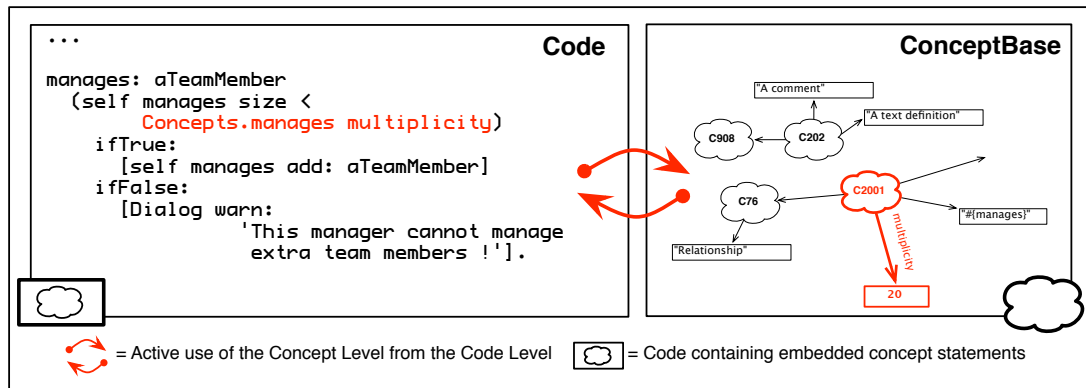 ...
Code
manages: aTeamMember
(self manages size <
Concepts.manages multiplicity)
ifTrue:
[self manages add: aTeamMember]
ifFalse:
[Dialog warn:
'This manager cannot manage
extra team members !'].
ConceptBase
"A comment"
"A text definition"
C908
C202
C2001
C76
"#{manages}"
multiplicity
"Relationship"
20
= Active use of the Concept Level from the Code Level
= Code containing embedded concept statements